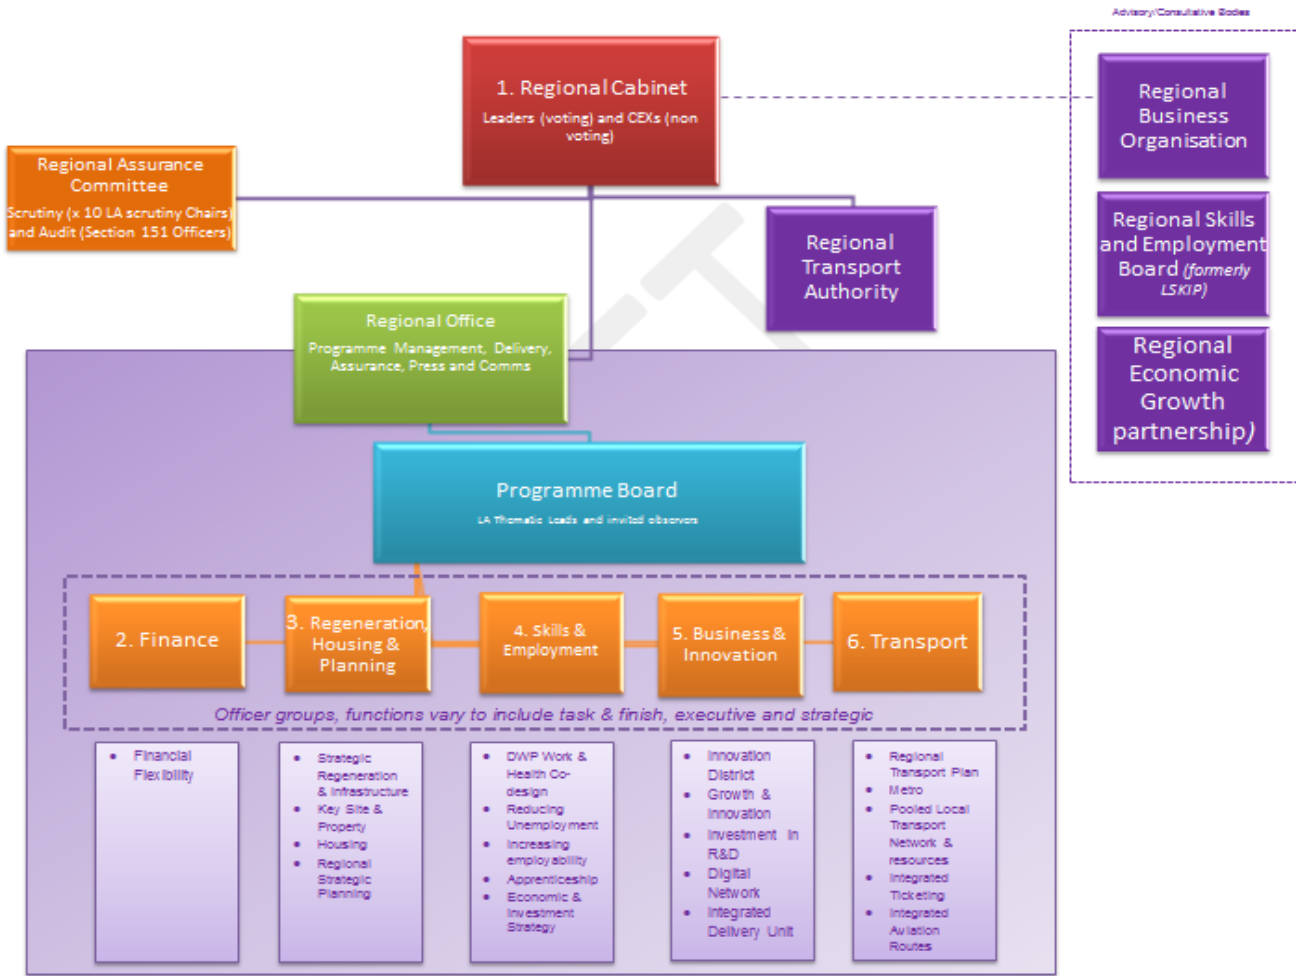 Advisory/Consultative Bodies
1. Regional Cabinet
Leaders (voting) and CEXs (non
voting)
Regional
Business
Organisation
Regional Assurance
Committee
Scrutiny (x 10 LA scrutiny Chairs)
and Audit (Section 151 Officers)
Regional
Transport
Authority
Regional Skills
and Employment
Board (formerly
LSKIP)
Regional Office
Programme Management, Delivery,
Assurance, Press and Comms
Regional
Economic
Growth
partnership)
Programme Board
LA Thematic Leads and invited observers
2. Finance
3. Regeneration,
Housing &
Planning
4. Skills &
Employment
5. Business &
Innovation
6. Transport
Officer groups, functions vary to include task & finish, executive and strategic
• Financial
Flexibility
• Strategic
Regeneration
& Infrastructure
• Key Site &
Property
• Housing
• Regional
Strategic
Planning
• DWP Work &
Health Co-
design
• Reducing
Unemployment
• Increasing
employability
• Apprenticeship
• Economic &
Investment
Strategy
• Innovation
District
• Growth &
Innovation
• Investment in
R&D
• Digital
Network
• Integrated
Delivery Unit
• Regional
Transport Plan
• Metro
• Pooled Local
Transport
Network &
resources
• Integrated
Ticketing
• Integrated
Aviation
Routes